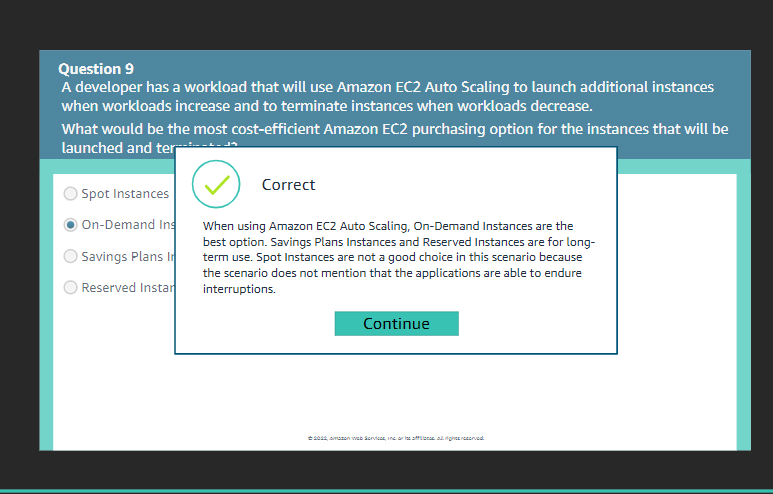 Question 9
A developer has a workload that will use Amazon EC2 Auto Scaling to launch additional instances
when workloads increase and to terminate instances when workloads decrease.
What would be the most cost-efficient Amazon EC2 purchasing option for the instances that will be
launched and terminated?
Correct
When using Amazon EC2 Auto Scaling, On-Demand Instances are the
best option. Savings Plans Instances and Reserved Instances are for long-
term use. Spot Instances are not a good choice in this scenario because
the scenario does not mention that the applications are able to endure
interruptions.
Continue
Spot Instances
On-Demand Ins
Savings Plans In
Reserved Instan
© 2022, Amazon Web Services, Inc. or its affiliates. All rights reserved.